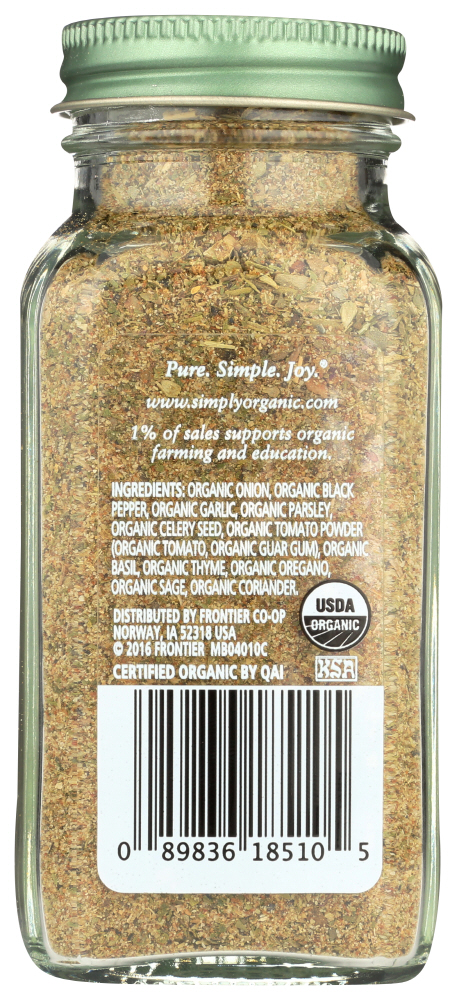 Pure. Simple. Joy.®
www.simplyorganic.com
1% of sales supports organic
farming and education.
INGREDIENTS: ORGANIC ONION, ORGANIC BLACK
PEPPER, ORGANIC GARLIC, ORGANIC PARSLEY,
ORGANIC CELERY SEED, ORGANIC TOMATO POWDER
(ORGANIC TOMATO, ORGANIC GUAR GUM), ORGANIC
BASIL, ORGANIC THYME, ORGANIC OREGANO,
ORGANIC SAGE, ORGANIC CORIANDER.
DISTRIBUTED BY FRONTIER CO-OP
NORWAY, IA 52318 USA
© 2016 FRONTIER MB04010C
CERTIFIED ORGANIC BY QAI
USDA
ORGANIC
KSA
0 89836 18510 5